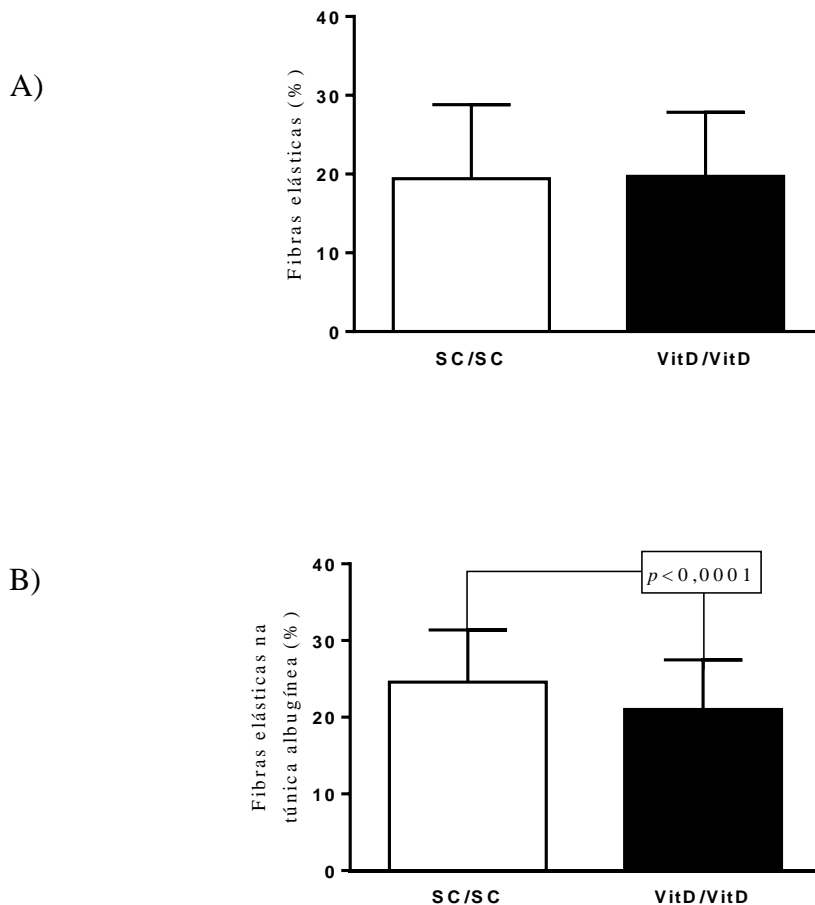 A)
Fibras elásticas (%)
40
30
20
10
0
SC/SC
VitD/VitD
B)
Fibras elásticas na
túnica albugínea (%)
40
30
20
10
0
p<0,0001
SC/SC
VitD/VitD